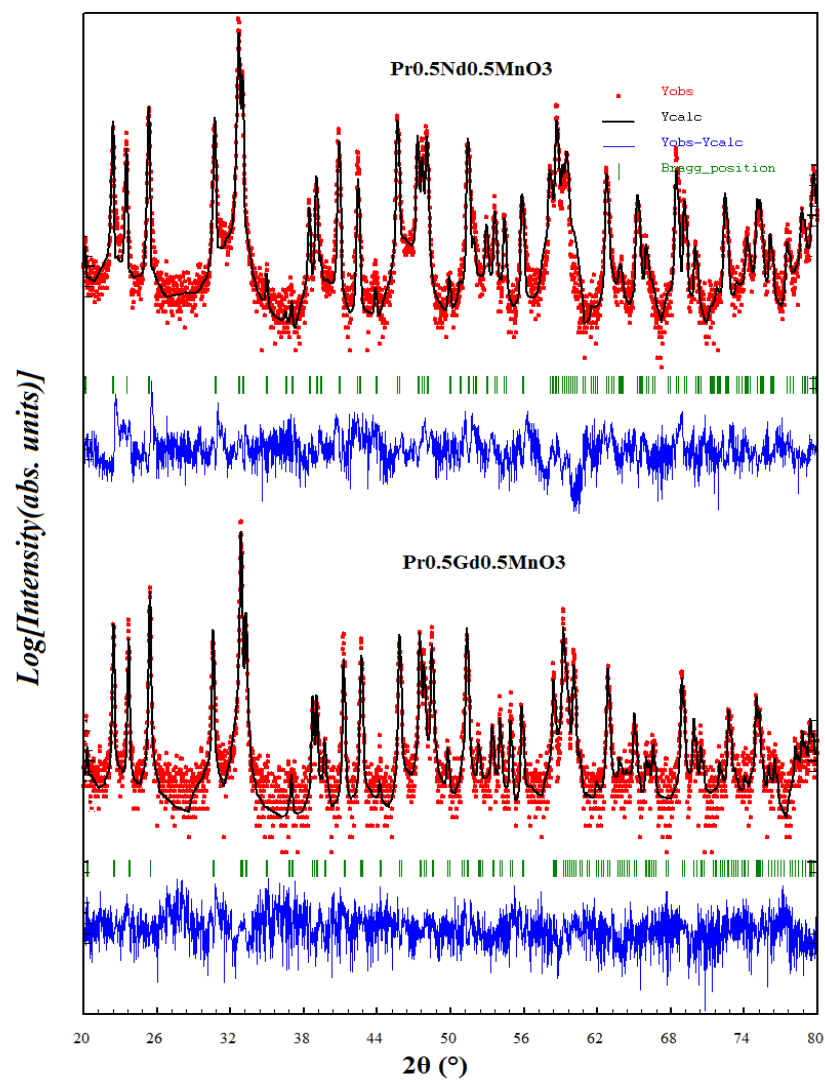 Pr0.5Nd0.5MnO3
Yobs
Ycalc
Yobs-Ycalc
Bragg_position
Log[Intensity(abs. units)]
Pr0.5Gd0.5MnO3
20 26 32 38 44 50 56 62 68 74 80
2θ (°)